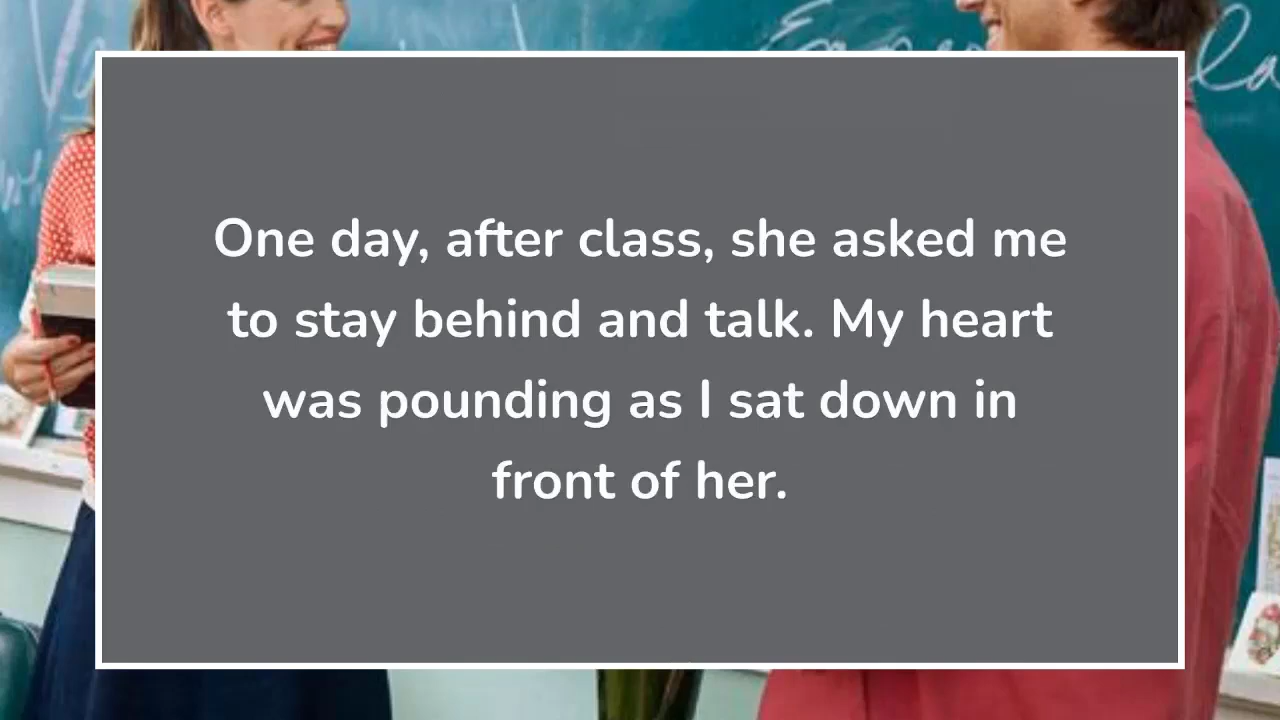 One day, after class, she asked me
to stay behind and talk. My heart
was pounding as I sat down in
front of her.